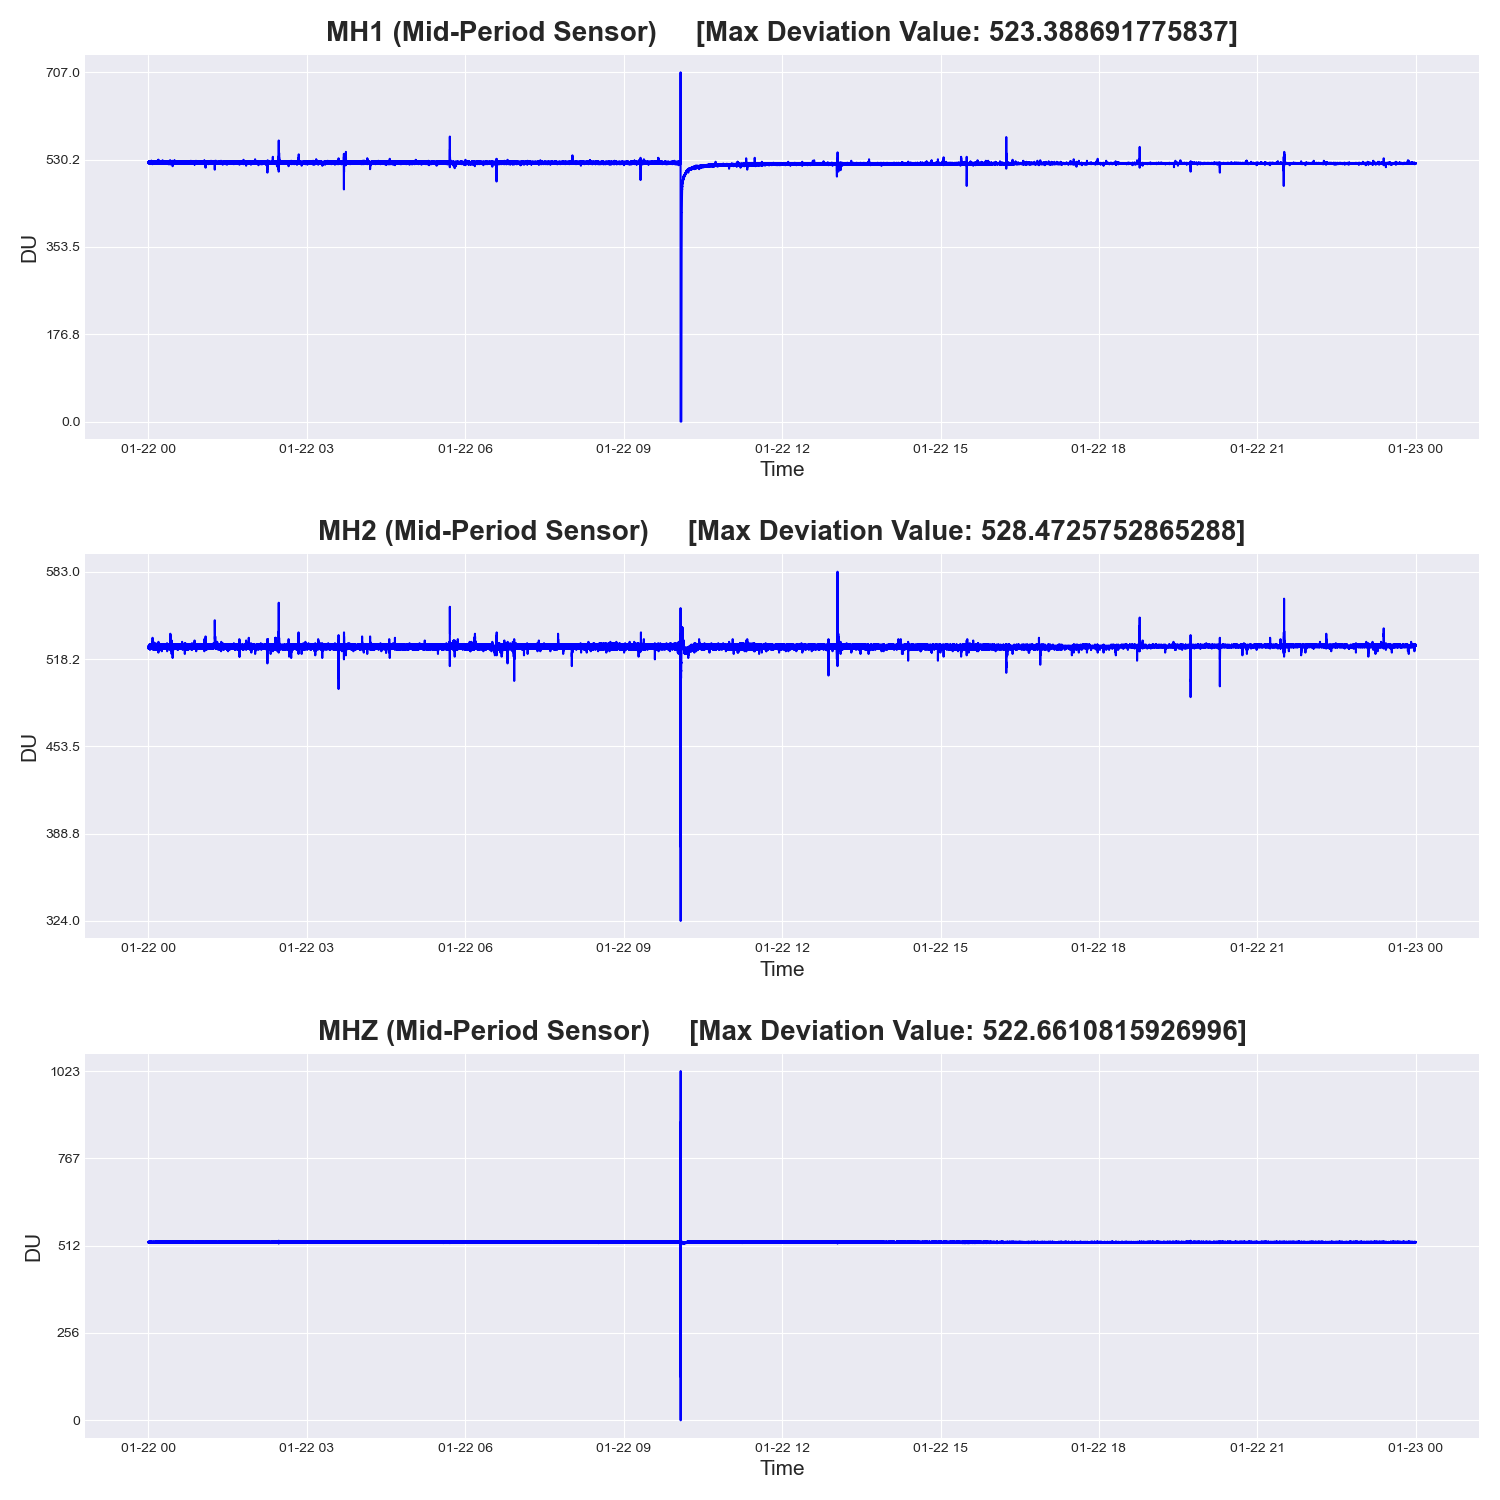 MH1 (Mid-Period Sensor) [Max Deviation Value: 523.388691775837]
707.0
530.2
353.5
176.8
0.0
DU
01-22 00 01-22 03 01-22 06 01-22 09 01-22 12 01-22 15 01-22 18 01-22 21 01-23 00
Time
MH2 (Mid-Period Sensor) [Max Deviation Value: 528.4725752865288]
583.0
518.2
453.5
388.8
324.0
DU
01-22 00 01-22 03 01-22 06 01-22 09 01-22 12 01-22 15 01-22 18 01-22 21 01-23 00
Time
MHZ (Mid-Period Sensor) [Max Deviation Value: 522.6610815926996]
1023
767
512
256
0
DU
01-22 00 01-22 03 01-22 06 01-22 09 01-22 12 01-22 15 01-22 18 01-22 21 01-23 00
Time